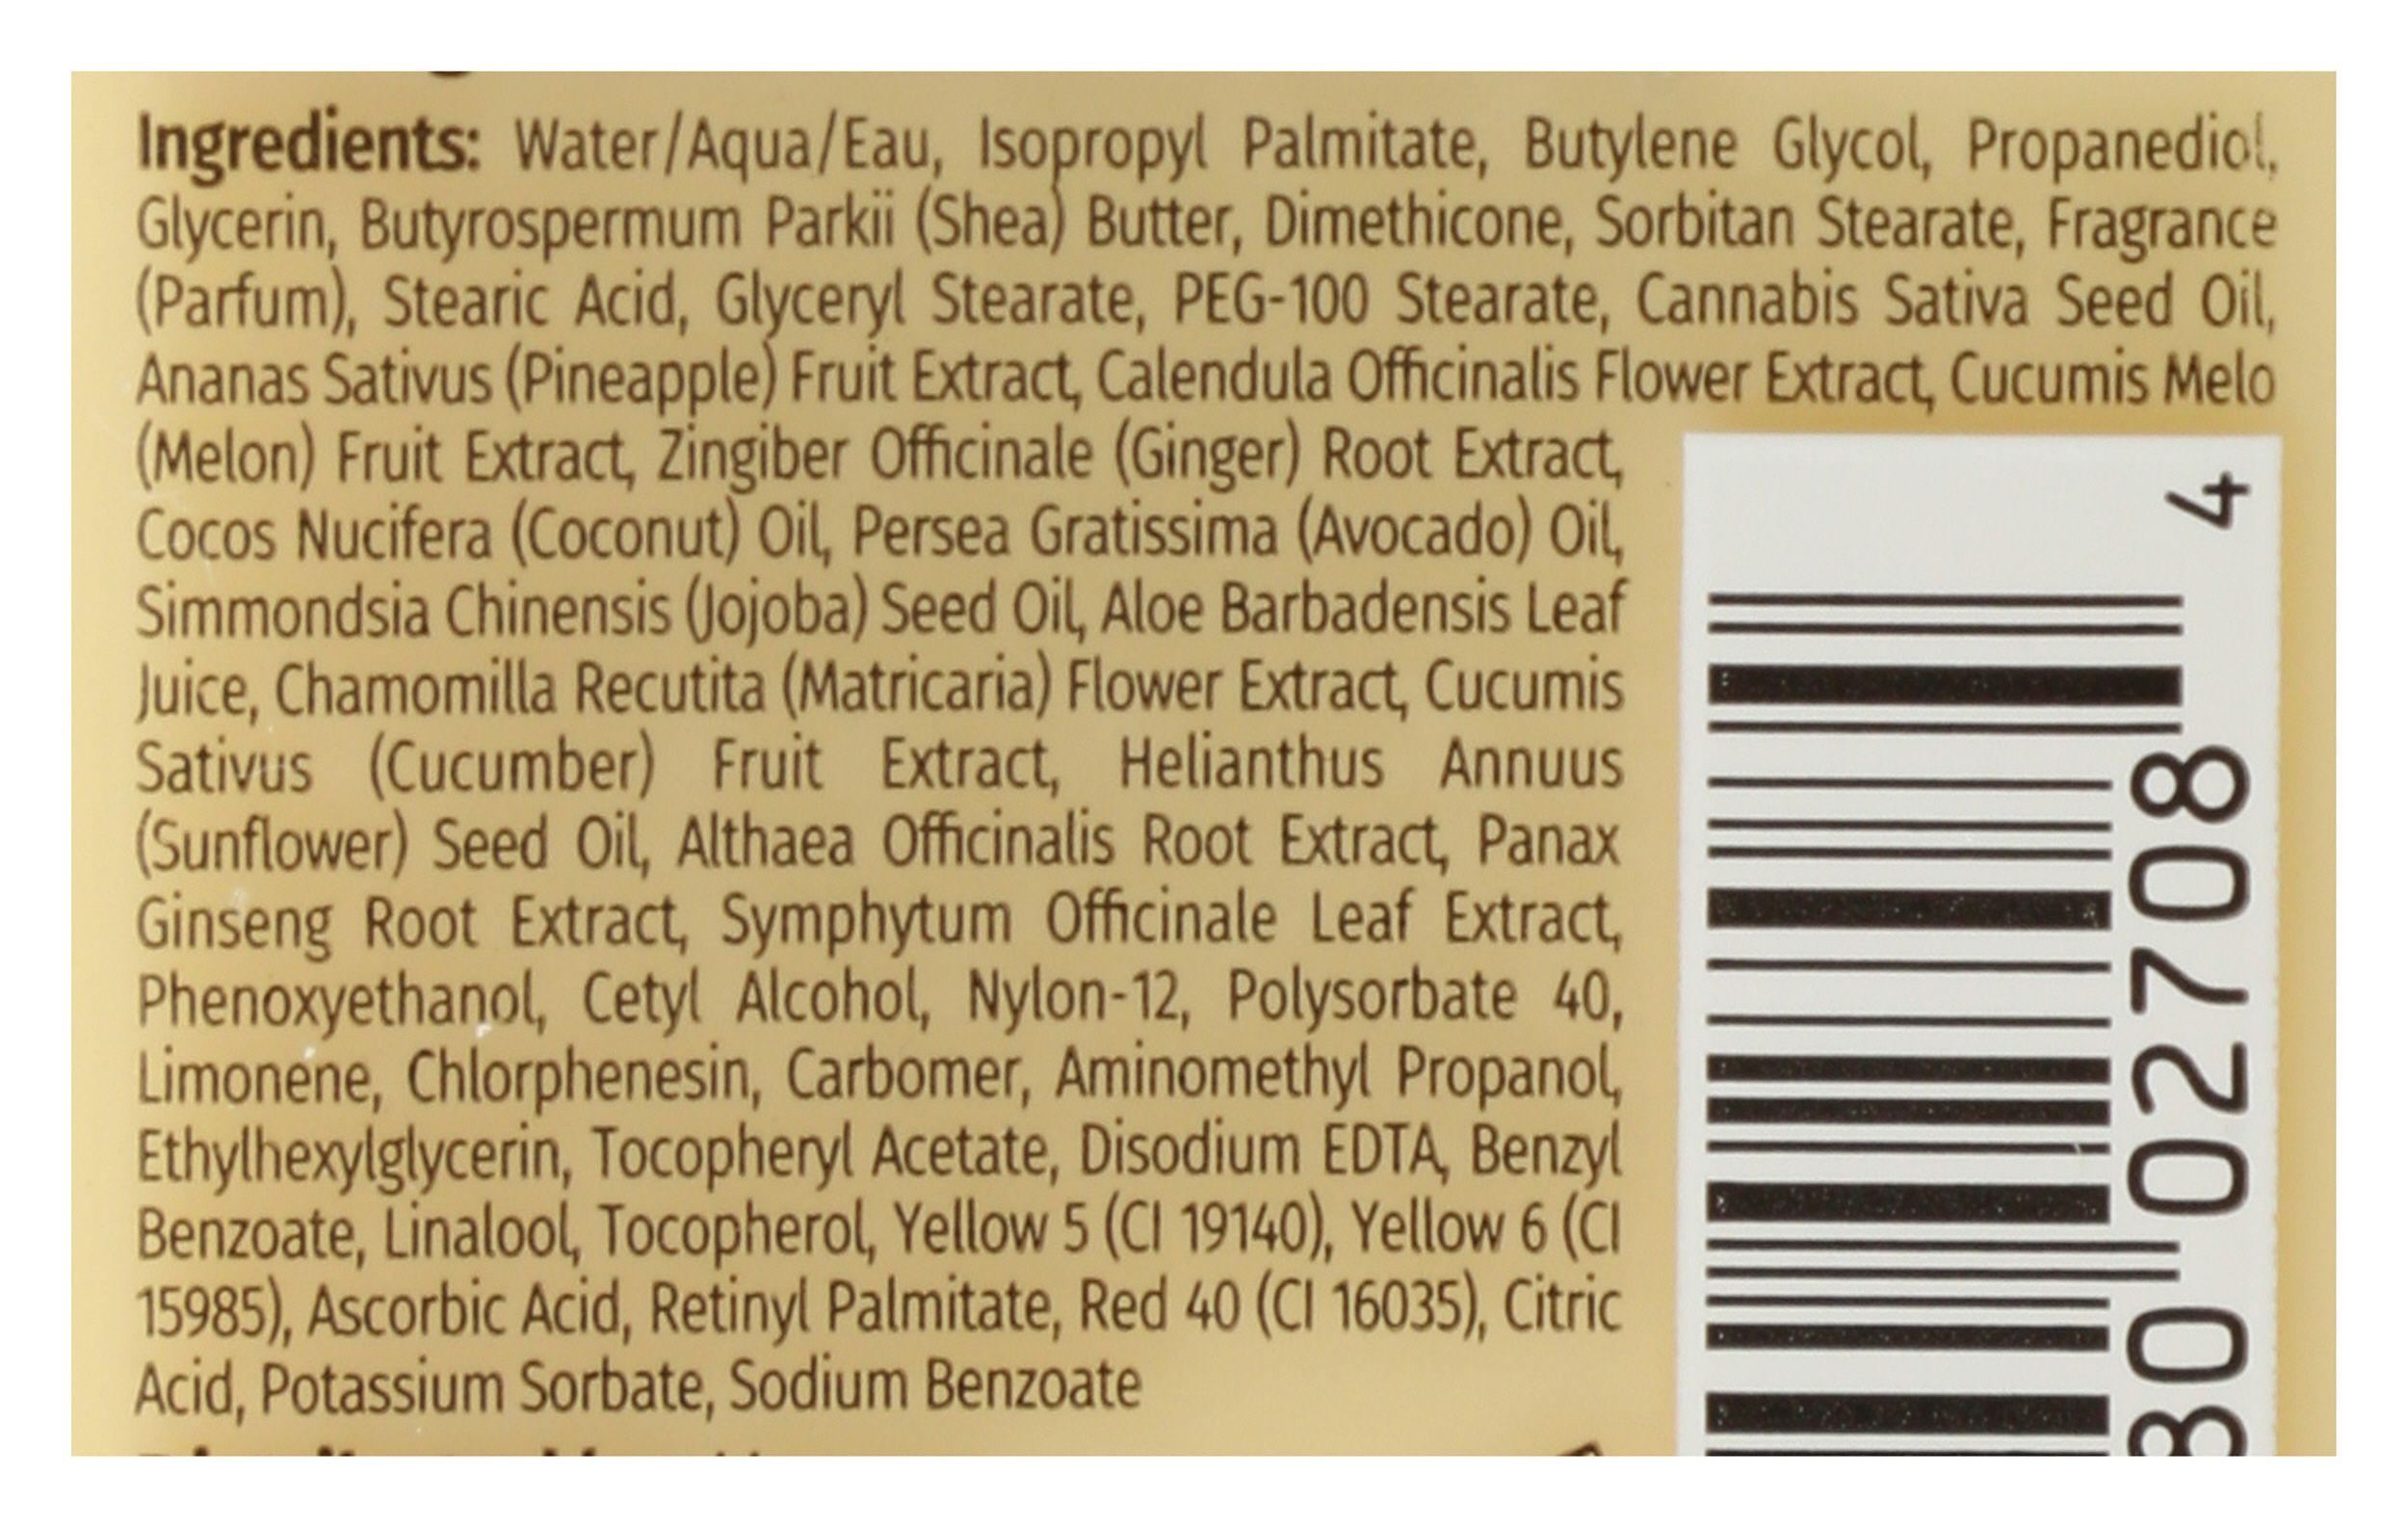 Ingredients: Water/Aqua/Eau, Isopropyl Palmitate, Butylene Glycol, Propanediol,
Glycerin, Butyrospermum Parkii (Shea) Butter, Dimethicone, Sorbitan Stearate, Fragrance
(Parfum), Stearic Acid, Glyceryl Stearate, PEG-100 Stearate, Cannabis Sativa Seed Oil,
Ananas Sativus (Pineapple) Fruit Extract, Calendula Officinalis Flower Extract, Cucumis Melo
(Melon) Fruit Extract, Zingiber Officinale (Ginger) Root Extract,
Cocos Nucifera (Coconut) Oil, Persea Gratissima (Avocado) Oil,
Simmondsia Chinensis (Jojoba) Seed Oil, Aloe Barbadensis Leaf
Juice, Chamomilla Recutita (Matricaria) Flower Extract, Cucumis
Sativus (Cucumber) Fruit Extract, Helianthus Annuus
(Sunflower) Seed Oil, Althaea Officinalis Root Extract, Panax
Ginseng Root Extract, Symphytum Officinale Leaf Extract,
Phenoxyethanol, Cetyl Alcohol, Nylon-12, Polysorbate 40,
Limonene, Chlorphenesin, Carbomer, Aminomethyl Propanol,
Ethylhexylglycerin, Tocopheryl Acetate, Disodium EDTA, Benzyl
Benzoate, Linalool, Tocopherol, Yellow 5 (CI 19140), Yellow 6 (CI
15985), Ascorbic Acid, Retinyl Palmitate, Red 40 (CI 16035), Citric
Acid, Potassium Sorbate, Sodium Benzoate
80 02708 4